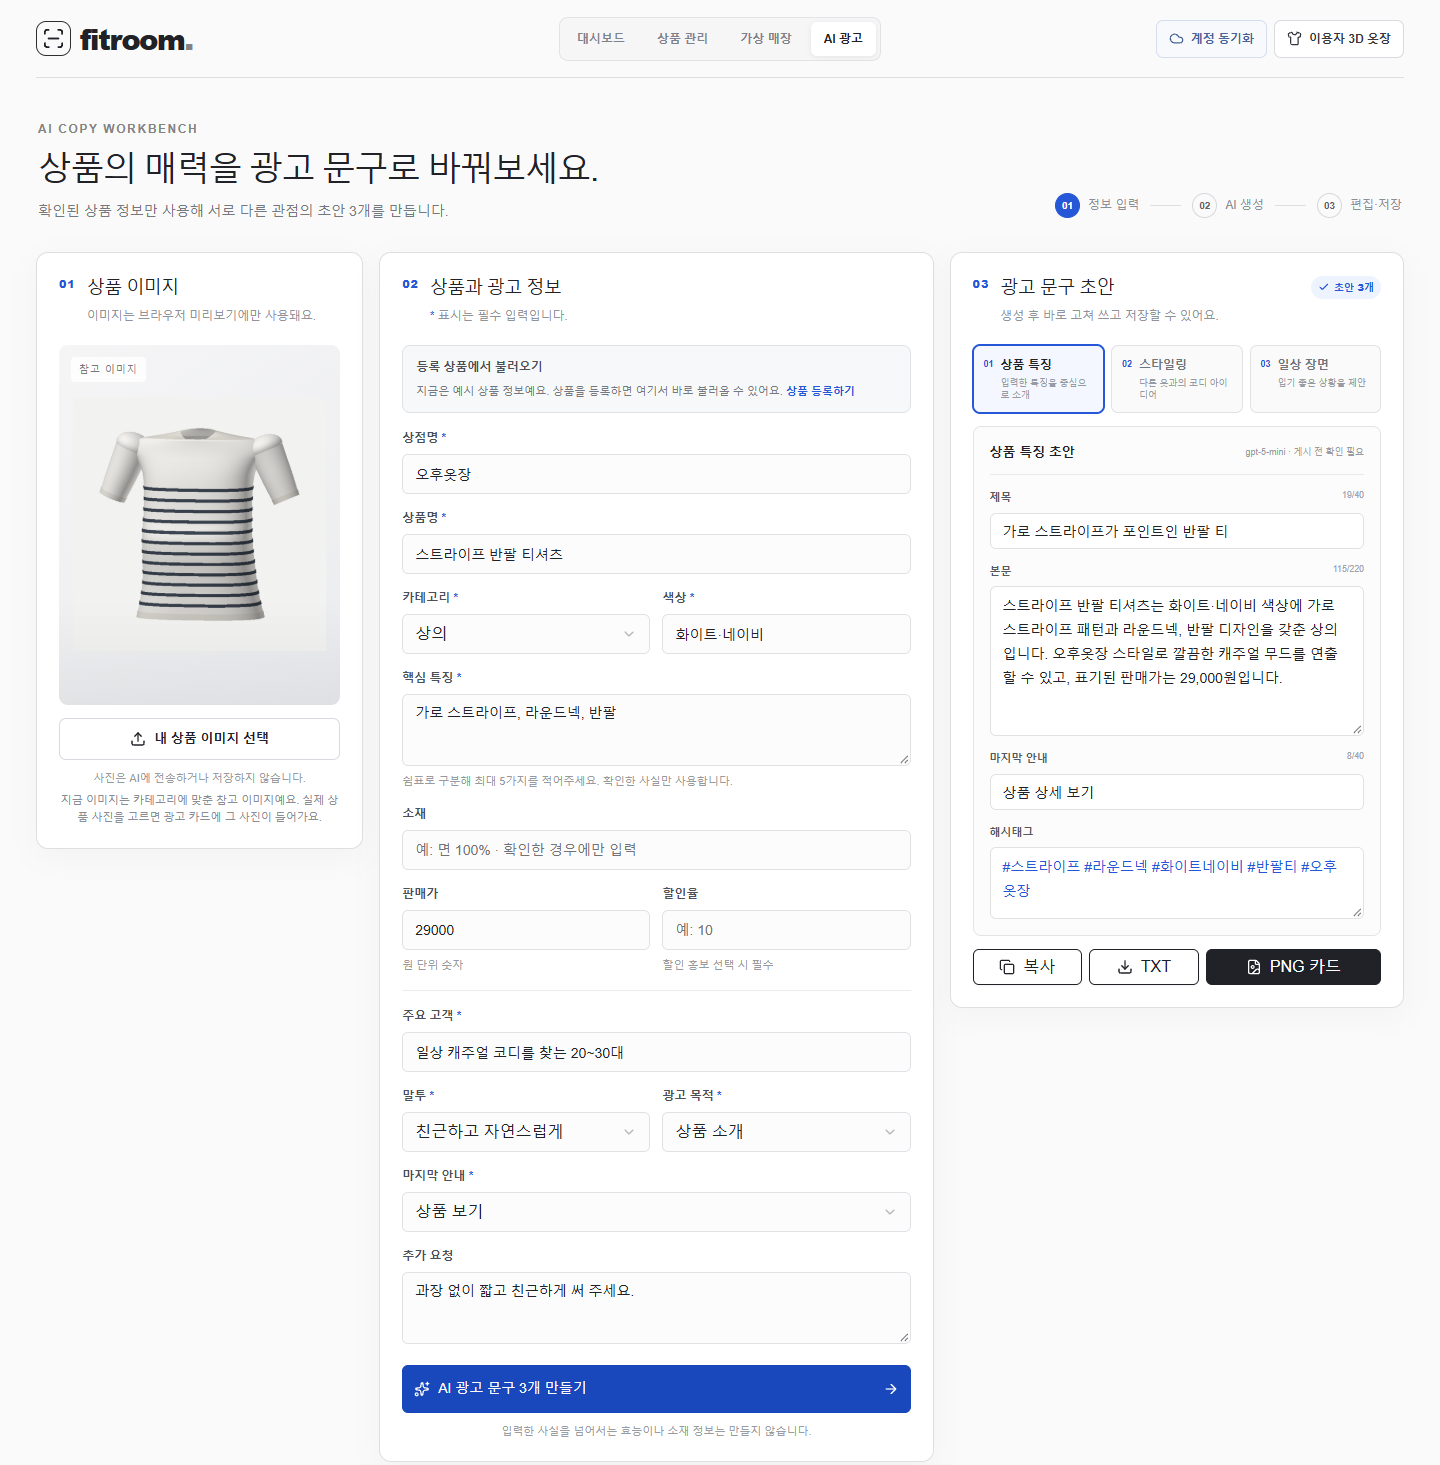 fitroom.
대시보드
상품 관리
가상 매장
AI 광고
계정 동기화
이용자 3D 옷장
AI COPY WORKBENCH
상품의 매력을 광고 문구로 바꿔보세요.
확인된 상품 정보만 사용해 서로 다른 관점의 초안 3개를 만듭니다.
01 정보 입력
02 AI 생성
03 편집·저장
01 상품 이미지
이미지는 브라우저 미리보기에만 사용돼요.
참고 이미지
내 상품 이미지 선택
사진은 AI에 전송하거나 저장하지 않습니다.
지금 이미지는 카테고리에 맞춘 참고 이미지예요. 실제 상
품 사진을 고르면 광고 카드에 그 사진이 들어가요.
02 상품과 광고 정보
* 표시는 필수 입력입니다.
등록 상품에서 불러오기
지금은 예시 상품 정보예요. 상품을 등록하면 여기서 바로 불러올 수 있어요. 상품 등록하기
상점명 *
오후옷장
상품명 *
스트라이프 반팔 티셔츠
카테고리 *
상의
색상 *
화이트·네이비
핵심 특징 *
가로 스트라이프, 라운드넥, 반팔
쉼표로 구분해 최대 5가지를 적어주세요. 확인한 사실만 사용합니다.
소재
예: 면 100% · 확인한 경우에만 입력
판매가
29000
원 단위 숫자
할인율
예: 10
할인 홍보 선택 시 필수
주요 고객 *
일상 캐주얼 코디를 찾는 20~30대
말투 *
친근하고 자연스럽게
광고 목적 *
상품 소개
마지막 안내 *
상품 보기
추가 요청
과장 없이 짧고 친근하게 써 주세요.
AI 광고 문구 3개 만들기
입력한 사실을 넘어서는 효능이나 소재 정보는 만들지 않습니다.
03 광고 문구 초안
초안 3개
생성 후 바로 고쳐 쓰고 저장할 수 있어요.
01 상품 특징
입력한 특징을 중심으
로 소개
02 스타일링
다른 옷과의 코디 아이
디어
03 일상 장면
입기 좋은 상황을 제안
상품 특징 초안
gpt-5-mini · 게시 전 확인 필요
제목
19/40
가로 스트라이프가 포인트인 반팔 티
본문
115/220
스트라이프 반팔 티셔츠는 화이트·네이비 색상에 가로
스트라이프 패턴과 라운드넥, 반팔 디자인을 갖춘 상의
입니다. 오후옷장 스타일로 깔끔한 캐주얼 무드를 연출
할 수 있고, 표기된 판매가는 29,000원입니다.
마지막 안내
8/40
상품 상세 보기
해시태그
#스트라이프 #라운드넥 #화이트네이비 #반팔티 #오후
옷장
복사
TXT
PNG 카드